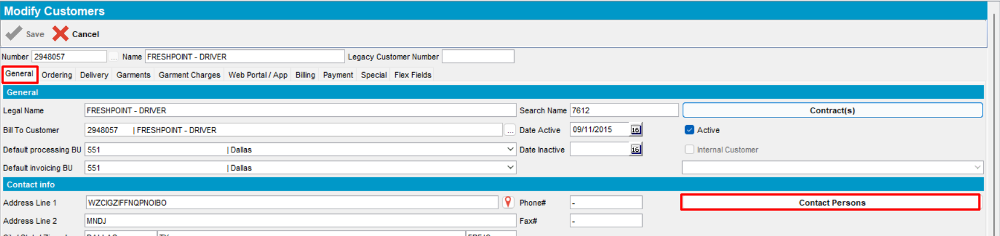 Modify Customers
Save Cancel
Number 2948057 ... Name FRESHPOINT - DRIVER Legacy Customer Number
General Ordering Delivery Garments Garment Charges Web Portal / App Billing Payment Special Flex Fields
General
Legal Name FRESHPOINT - DRIVER Search Name 7612 Contract(s)
Bill To Customer 2948057 | FRESHPOINT - DRIVER ... Date Active 09/11/2015 16 Active
Default processing BU 551 | Dallas Date Inactive 16 Internal Customer
Default invoicing BU 551 | Dallas
Contact info
Address Line 1 WZCIGZIFFNQPNOIBO Phone# - Contact Persons
Address Line 2 MNDJ Fax# -